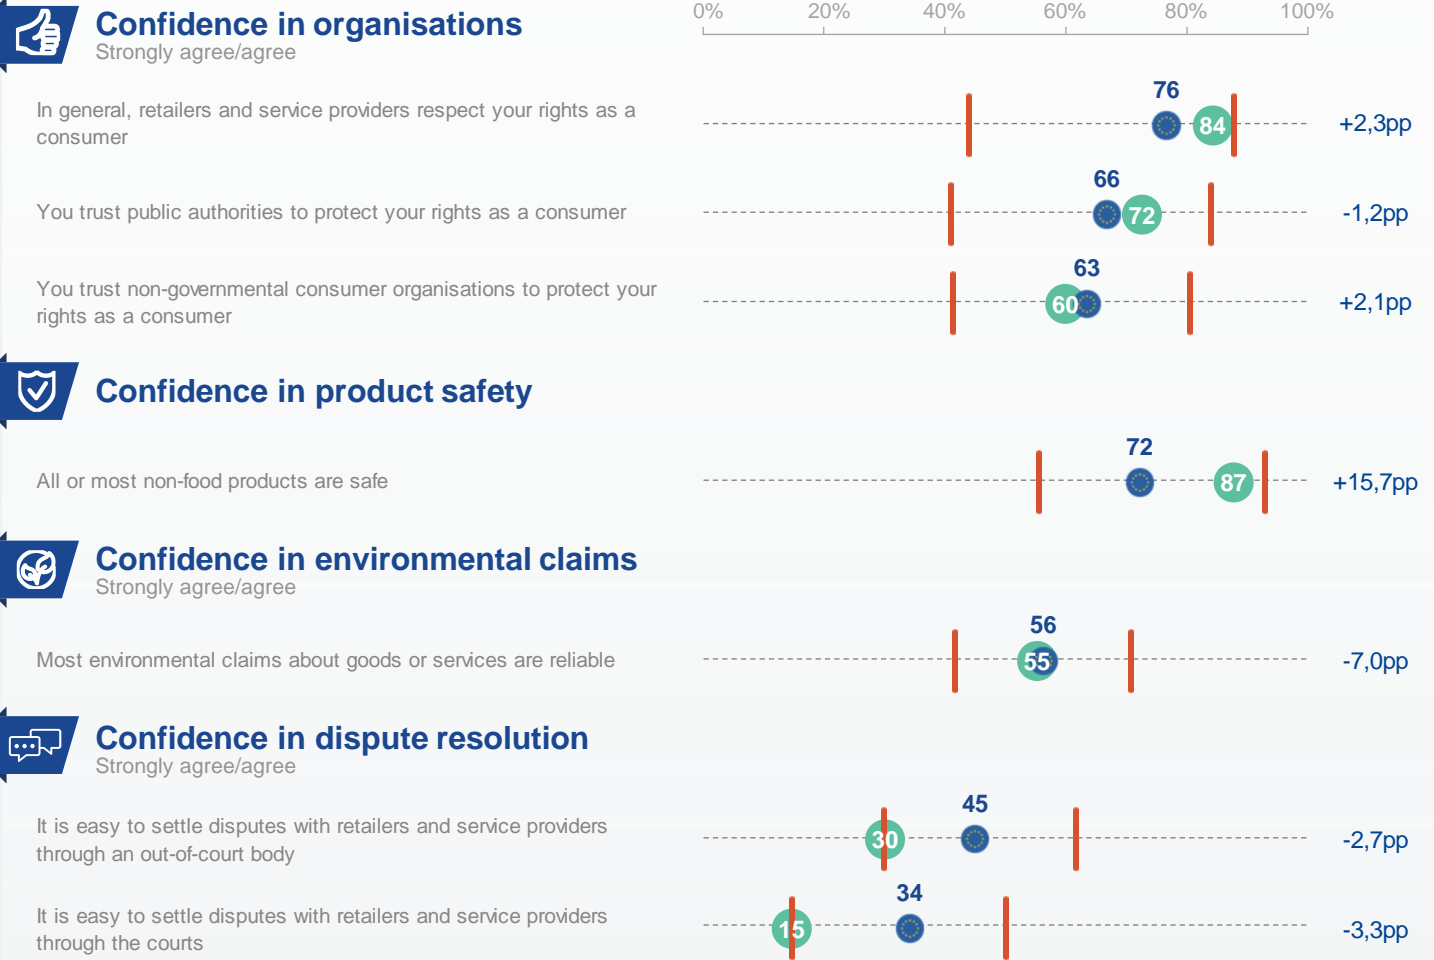 Confidence in organisations
Strongly agree/agree
0% 20% 40% 60% 80% 100%
In general, retailers and service providers respect your rights as a
consumer
76
84
+2,3pp
You trust public authorities to protect your rights as a consumer
66
72
-1,2pp
You trust non-governmental consumer organisations to protect your
rights as a consumer
63
60
+2,1pp
Confidence in product safety
All or most non-food products are safe
72
87
+15,7pp
Confidence in environmental claims
Strongly agree/agree
Most environmental claims about goods or services are reliable
56
55
-7,0pp
Confidence in dispute resolution
Strongly agree/agree
It is easy to settle disputes with retailers and service providers
through an out-of-court body
45
30
-2,7pp
It is easy to settle disputes with retailers and service providers
through the courts
34
15
-3,3pp